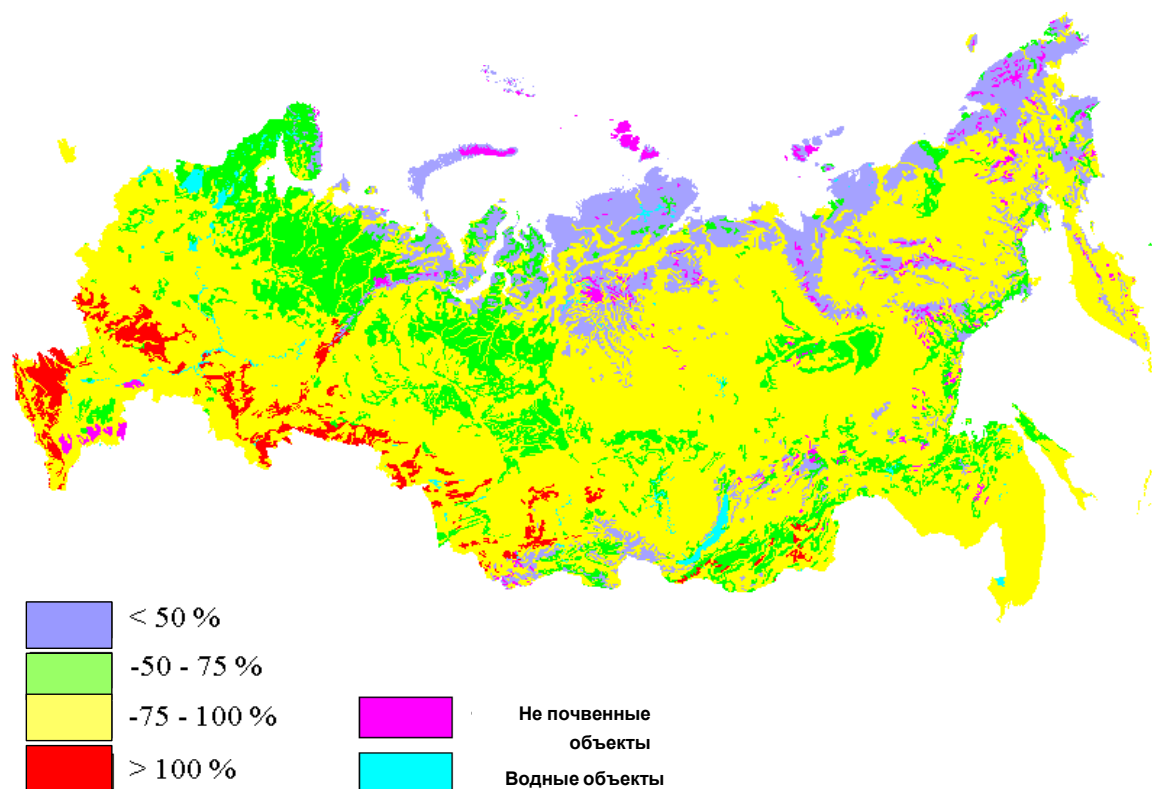 < 50 %
-50 - 75 %
-75 - 100 %
> 100 %
Не почвенные
объекты
Водные объекты